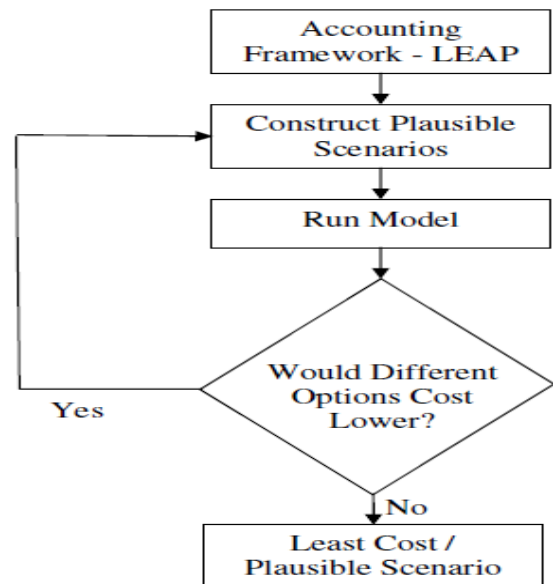 Accounting
Framework - LEAP
Construct Plausible
Scenarios
Run Model
Would Different
Options Cost
Lower?
Yes
No
Least Cost /
Plausible Scenario